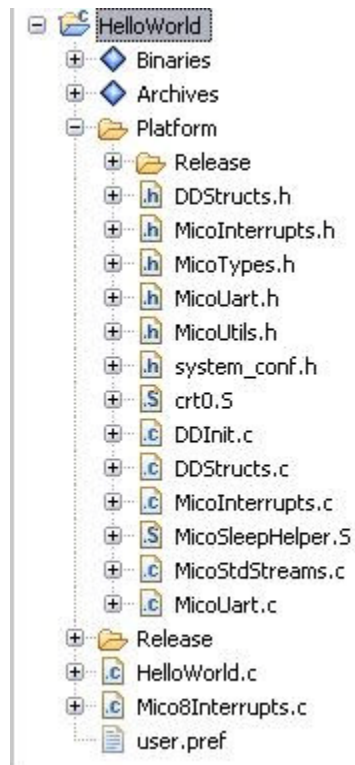 HelloWorld
Binaries
Archives
Platform
Release
DDStructs.h
MicoInterrupts.h
MicoTypes.h
MicoUart.h
MicoUtils.h
system_conf.h
crt0.S
DDInit.c
DDStructs.c
MicoInterrupts.c
MicoSleepHelper.S
MicoStdStreams.c
MicoUart.c
Release
HelloWorld.c
Mico8Interrupts.c
user.pref